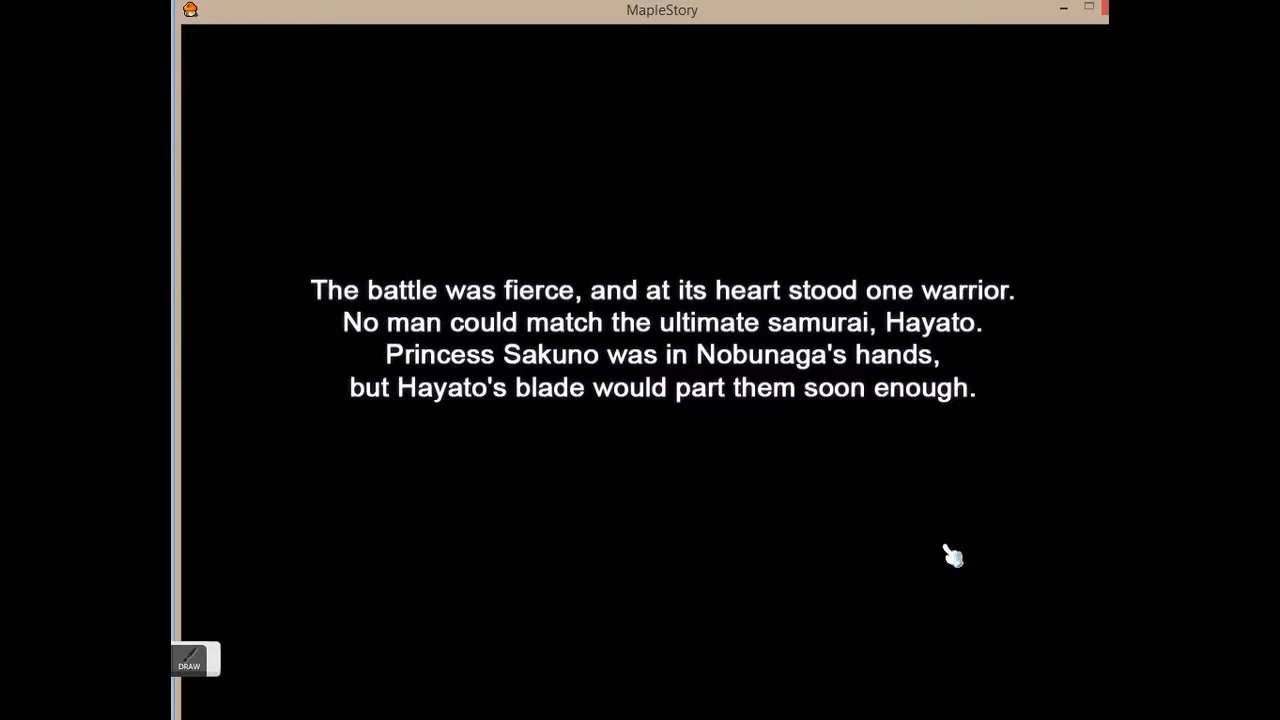 MapleStory
The battle was fierce, and at its heart stood one warrior.
No man could match the ultimate samurai, Hayato.
Princess Sakuno was in Nobunaga's hands,
but Hayato's blade would part them soon enough.
DRAW